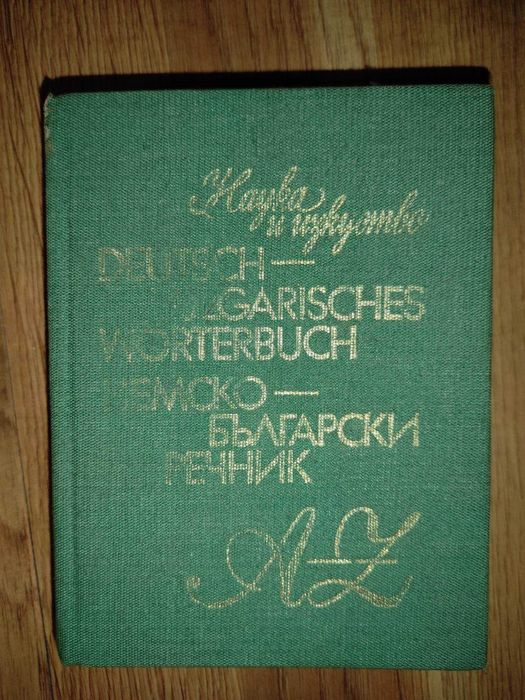 Наука
и изкуство
DEUTSCH—
BULGARISCHES
WÖRTERBUCH
НЕМСКО—
БЪЛГАРСКИ
РЕЧНИК
A–Z